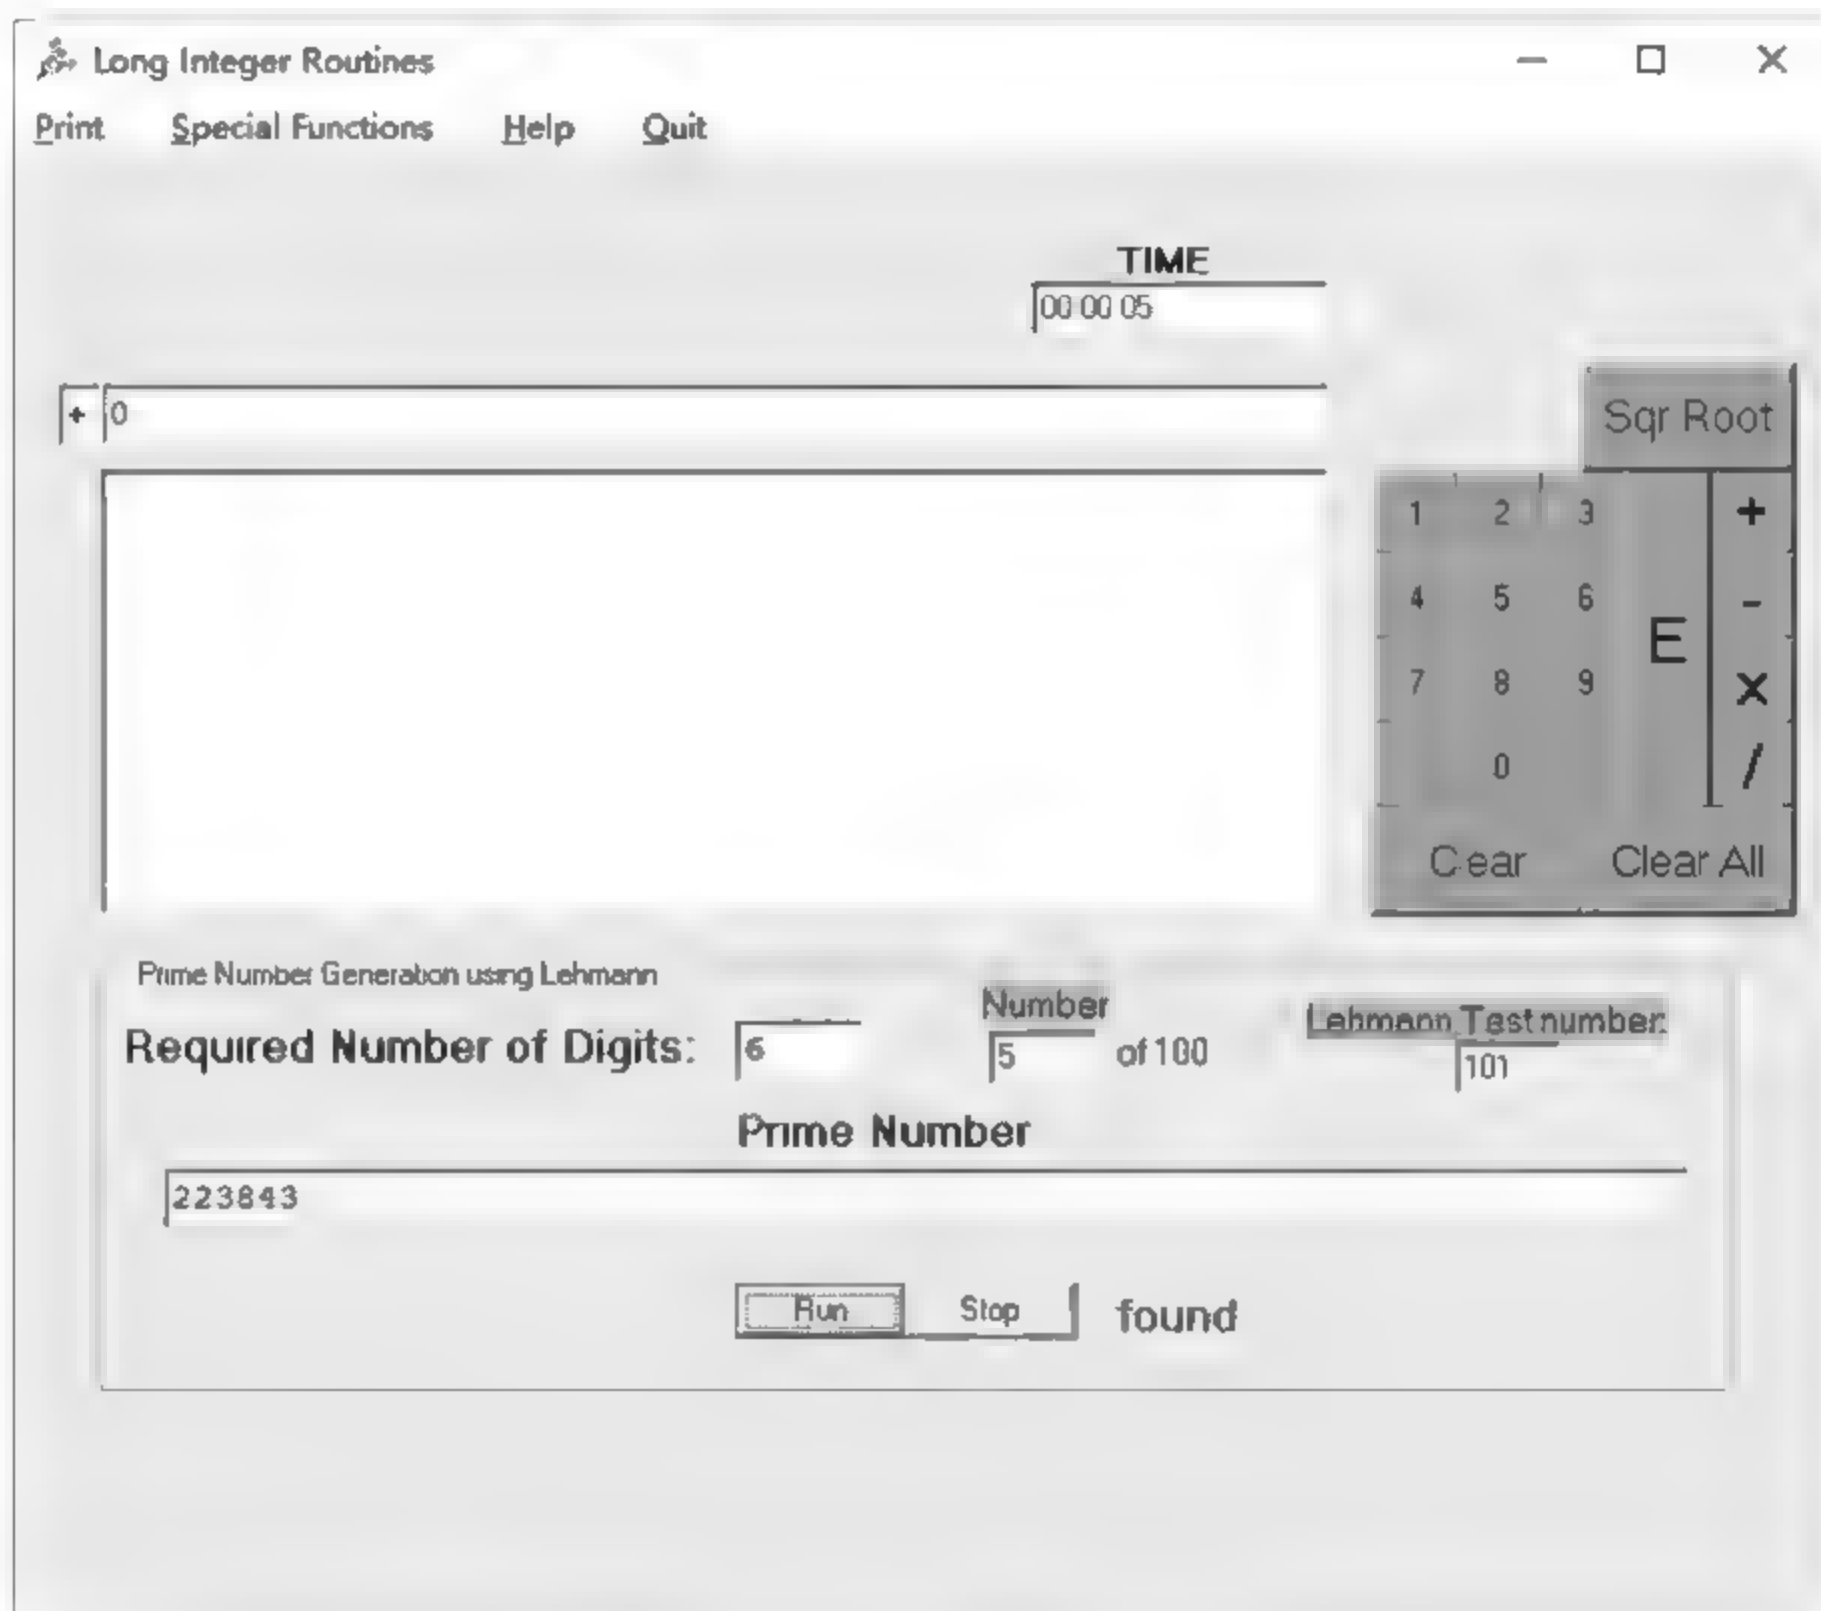 Long Integer Routines
Print Special Functions Help Quit
TIME
00 00 05
+ 0
Sqr Root
1 2 3 +
4 5 6 -
E
7 8 9 X
0 /
Clear Clear All
Prime Number Generation using Lehmann
Number
Lehmann Test number:
Required Number of Digits: 6 5 of 100 101
Prime Number
223843
Run Stop found